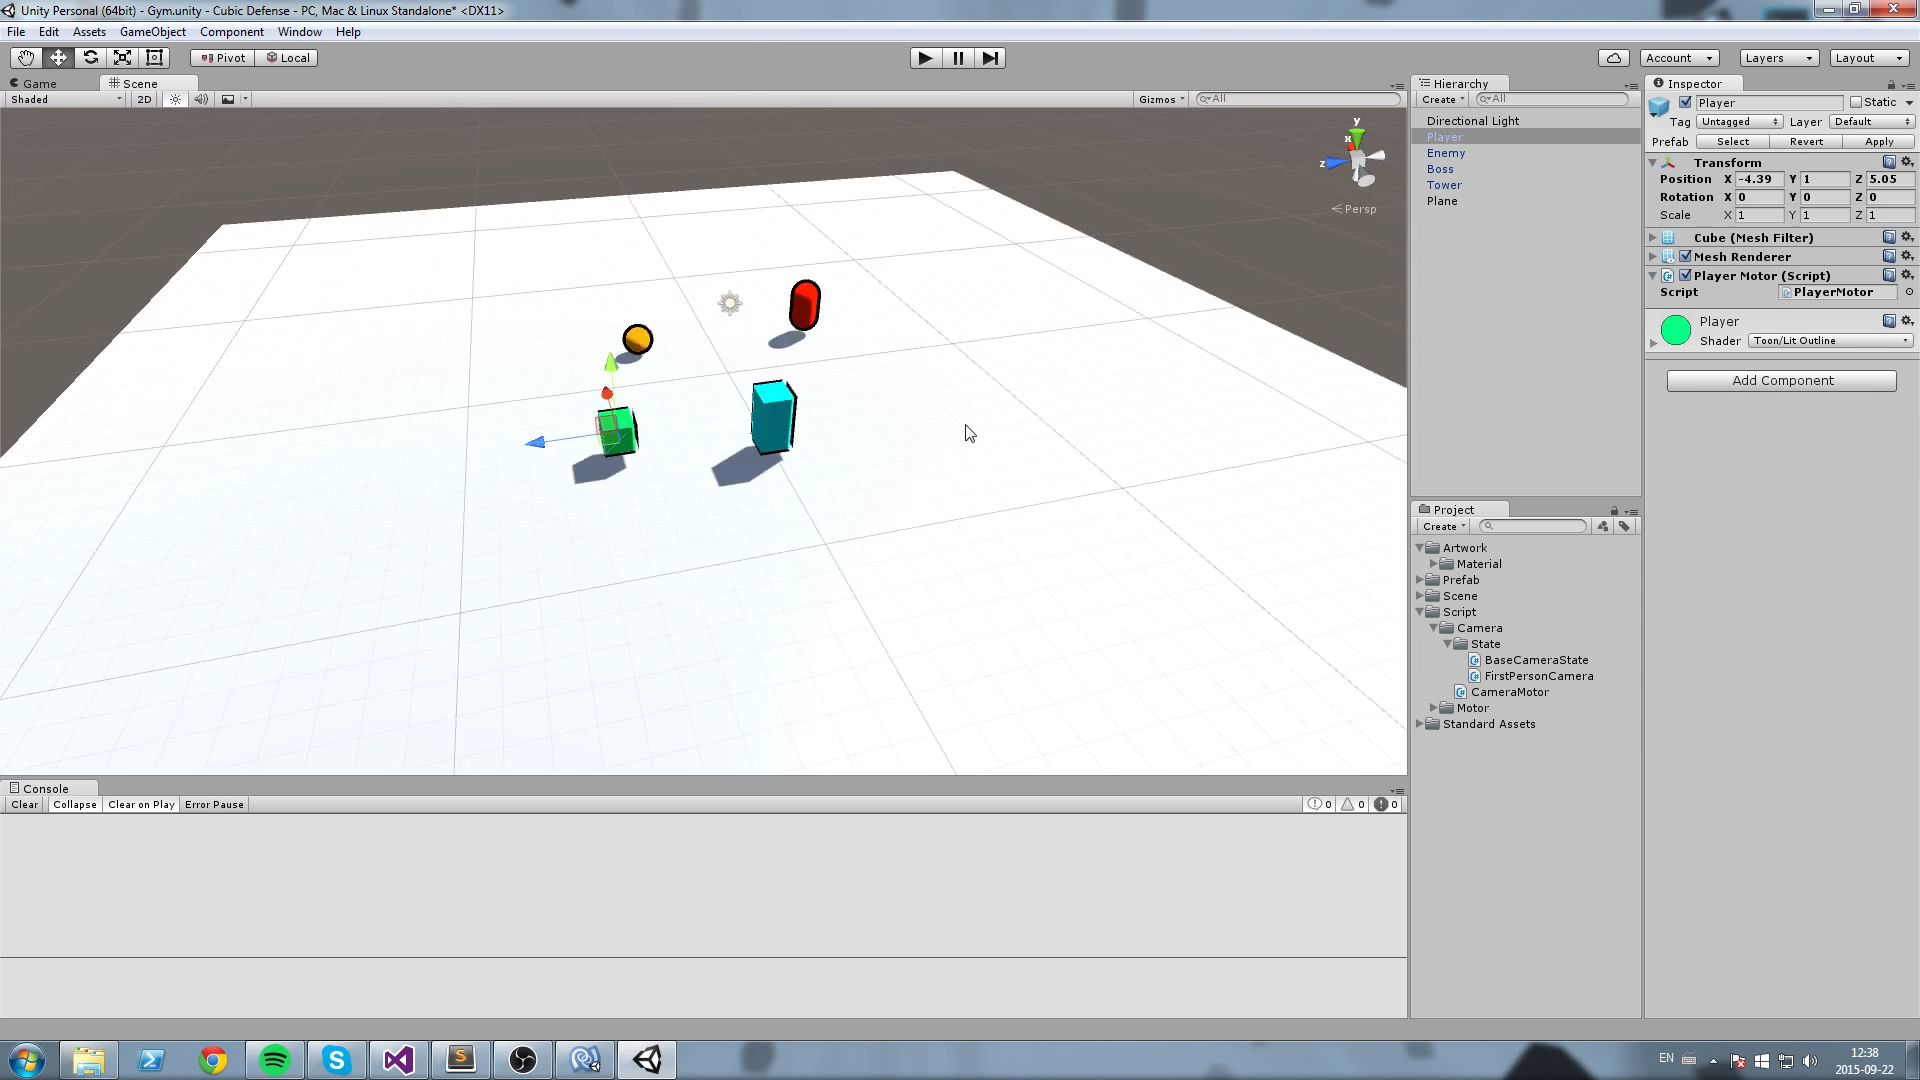 Unity Personal (64bit) - Gym.unity - Cubic Defense - PC, Mac & Linux Standalone* <DX11>
File Edit Assets GameObject Component Window Help
Pivot Local Account Layers Layout
Game Scene
Shaded 2D Gizmos All
y
x
z
Persp
Hierarchy
Create All
Directional Light
Player
Enemy
Boss
Tower
Plane
Project
Create
Artwork
Material
Prefab
Scene
Script
Camera
State
BaseCameraState
FirstPersonCamera
CameraMotor
Motor
Standard Assets
Inspector
Player Static
Tag Untagged Layer Default
Prefab Select Revert Apply
Transform
Position X -4.39 Y 1 Z 5.05
Rotation X 0 Y 0 Z 0
Scale X 1 Y 1 Z 1
Cube (Mesh Filter)
Mesh Renderer
Player Motor (Script)
Script PlayerMotor
Player
Shader Toon/Lit Outline
Add Component
Console
Clear Collapse Clear on Play Error Pause 0 0 0
EN 12:38
2015-09-22